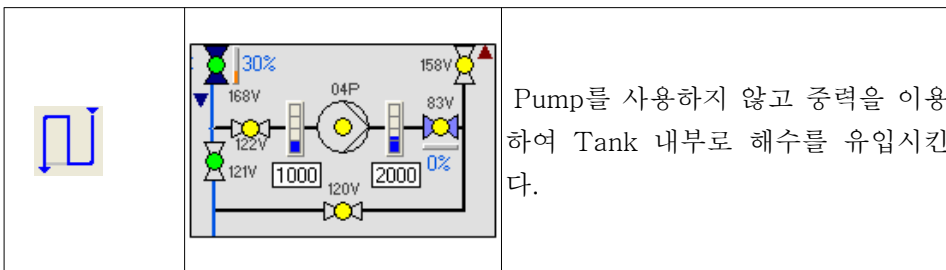 30%
158V
168V
04P
83V
122V
121V
1000
2000
0%
120V
Pump를 사용하지 않고 중력을 이용
하여 Tank 내부로 해수를 유입시킨
다.